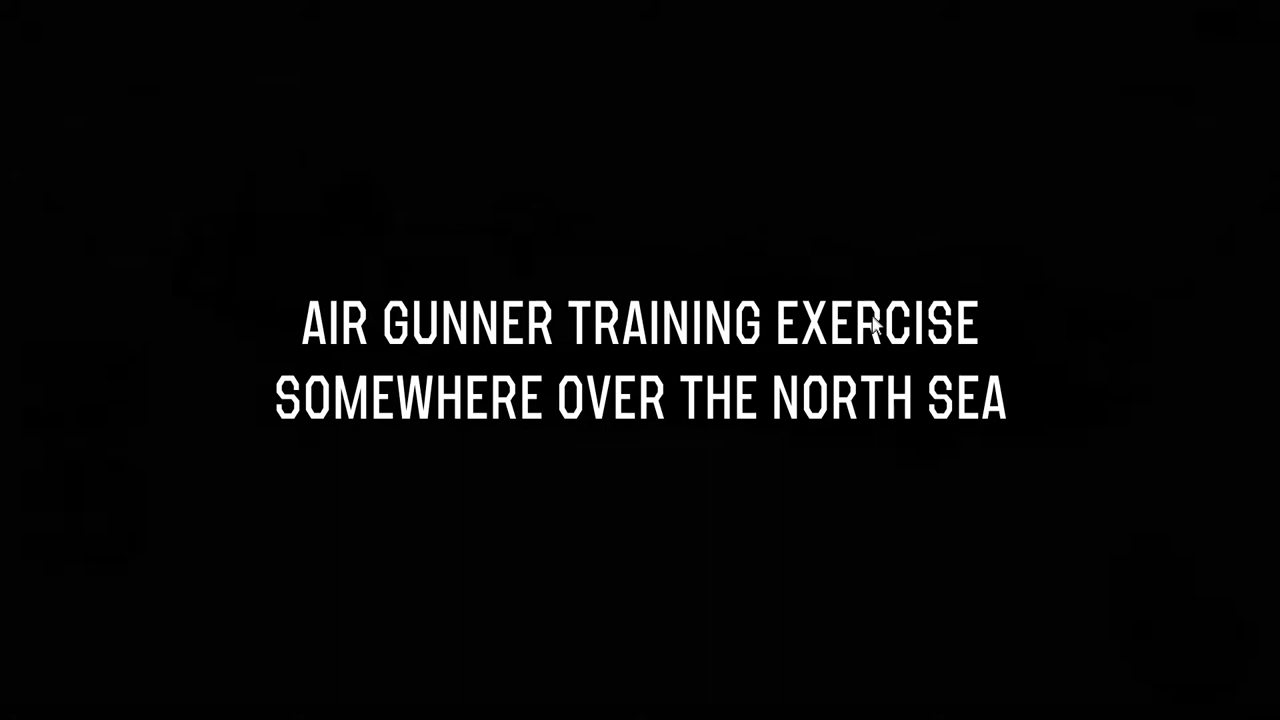 AIR GUNNER TRAINING EXERCISE
SOMEWHERE OVER THE NORTH SEA